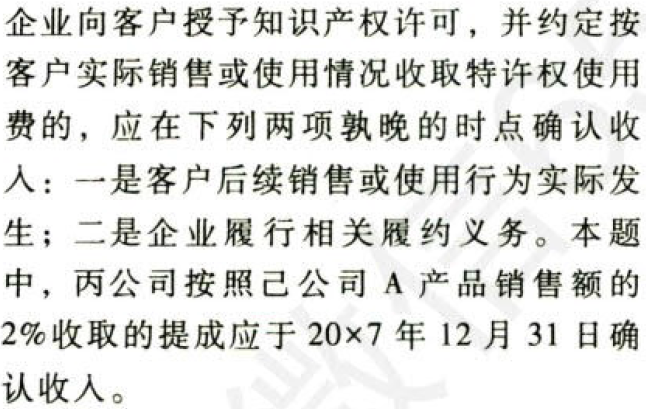 企业向客户授予知识产权许可，并约定按
客户实际销售或使用情况收取特许权使用
费的，应在下列两项孰晚的时点确认收
入：一是客户后续销售或使用行为实际发
生；二是企业履行相关履约义务。本题
中，丙公司按照己公司 A 产品销售额的
2%收取的提成应于 20×7 年 12 月 31 日确
认收入。